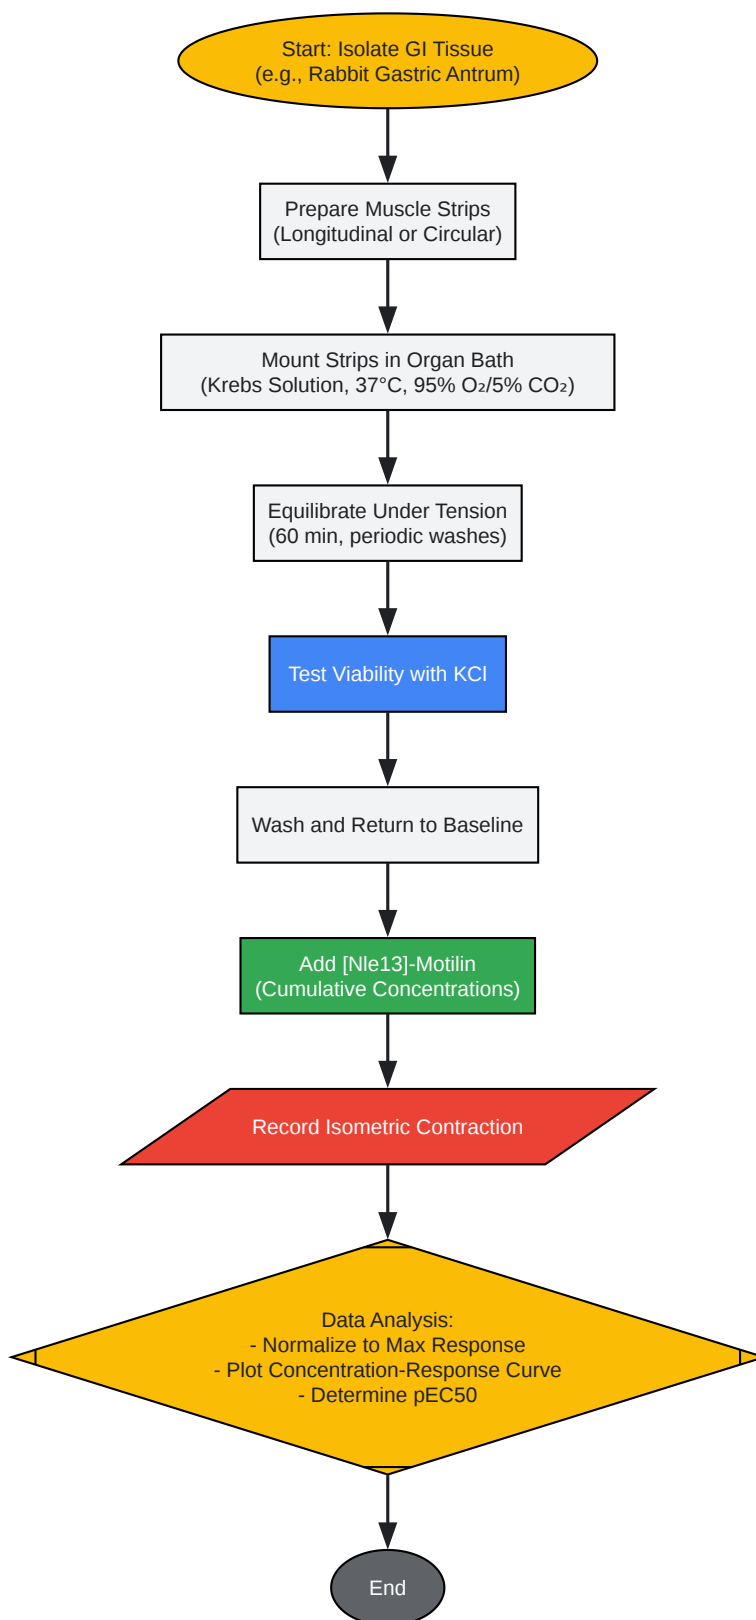 Start: Isolate GI Tissue
(e.g., Rabbit Gastric Antrum)
Prepare Muscle Strips
(Longitudinal or Circular)
Mount Strips in Organ Bath
(Krebs Solution, 37°C, 95% O₂/5% CO₂)
Equilibrate Under Tension
(60 min, periodic washes)
Test Viability with KCl
Wash and Return to Baseline
Add [Nle13]-Motilin
(Cumulative Concentrations)
Record Isometric Contraction
Data Analysis:
- Normalize to Max Response
- Plot Concentration-Response Curve
- Determine pEC50
End